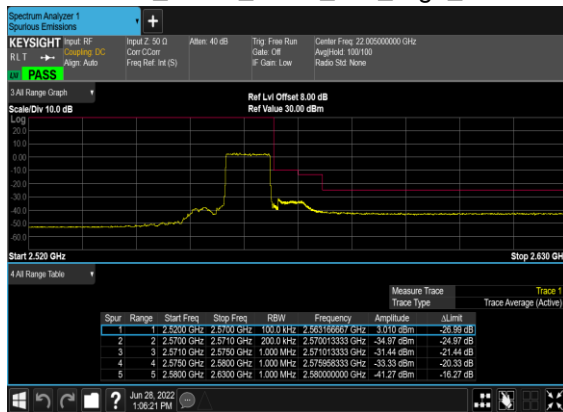 Spectrum Analyzer 1
Spurious Emissions
+
KEYSIGHT Input: RF Input Z: 50 Ω Atten: 40 dB Trig: Free Run Center Freq: 22.005000000 GHz
RLT Coupling: DC Corr CCorr Gate: Off Avg|Hold: 100/100
Align: Auto Freq Ref: Int (S) IF Gain: Low Radio Std: None
PASS
3 All Range Graph
Ref Lvl Offset 8.00 dB
Scale/Div 10.0 dB Ref Value 30.00 dBm
Log
20.0
10.0
0.00
-10.0
-20.0
-30.0
-40.0
-50.0
-60.0
Start 2.520 GHz Stop 2.630 GH
4 All Range Table
Measure Trace Trace 1
Trace Type Trace Average (Active)
Spur Range Start Freq Stop Freq RBW Frequency Amplitude ΔLimit
1 1 2.5200 GHz 2.5700 GHz 100.0 kHz 2.563166667 GHz 3.010 dBm -26.99 dB
2 2 2.5700 GHz 2.5710 GHz 200.0 kHz 2.570013333 GHz -34.97 dBm -24.97 dB
3 3 2.5710 GHz 2.5750 GHz 1.000 MHz 2.571013333 GHz -31.44 dBm -21.44 dB
4 4 2.5750 GHz 2.5800 GHz 1.000 MHz 2.575958333 GHz -33.33 dBm -20.33 dB
5 5 2.5800 GHz 2.6300 GHz 1.000 MHz 2.580000000 GHz -41.27 dBm -16.27 dB
? Jun 28, 2022
1:06:21 PM